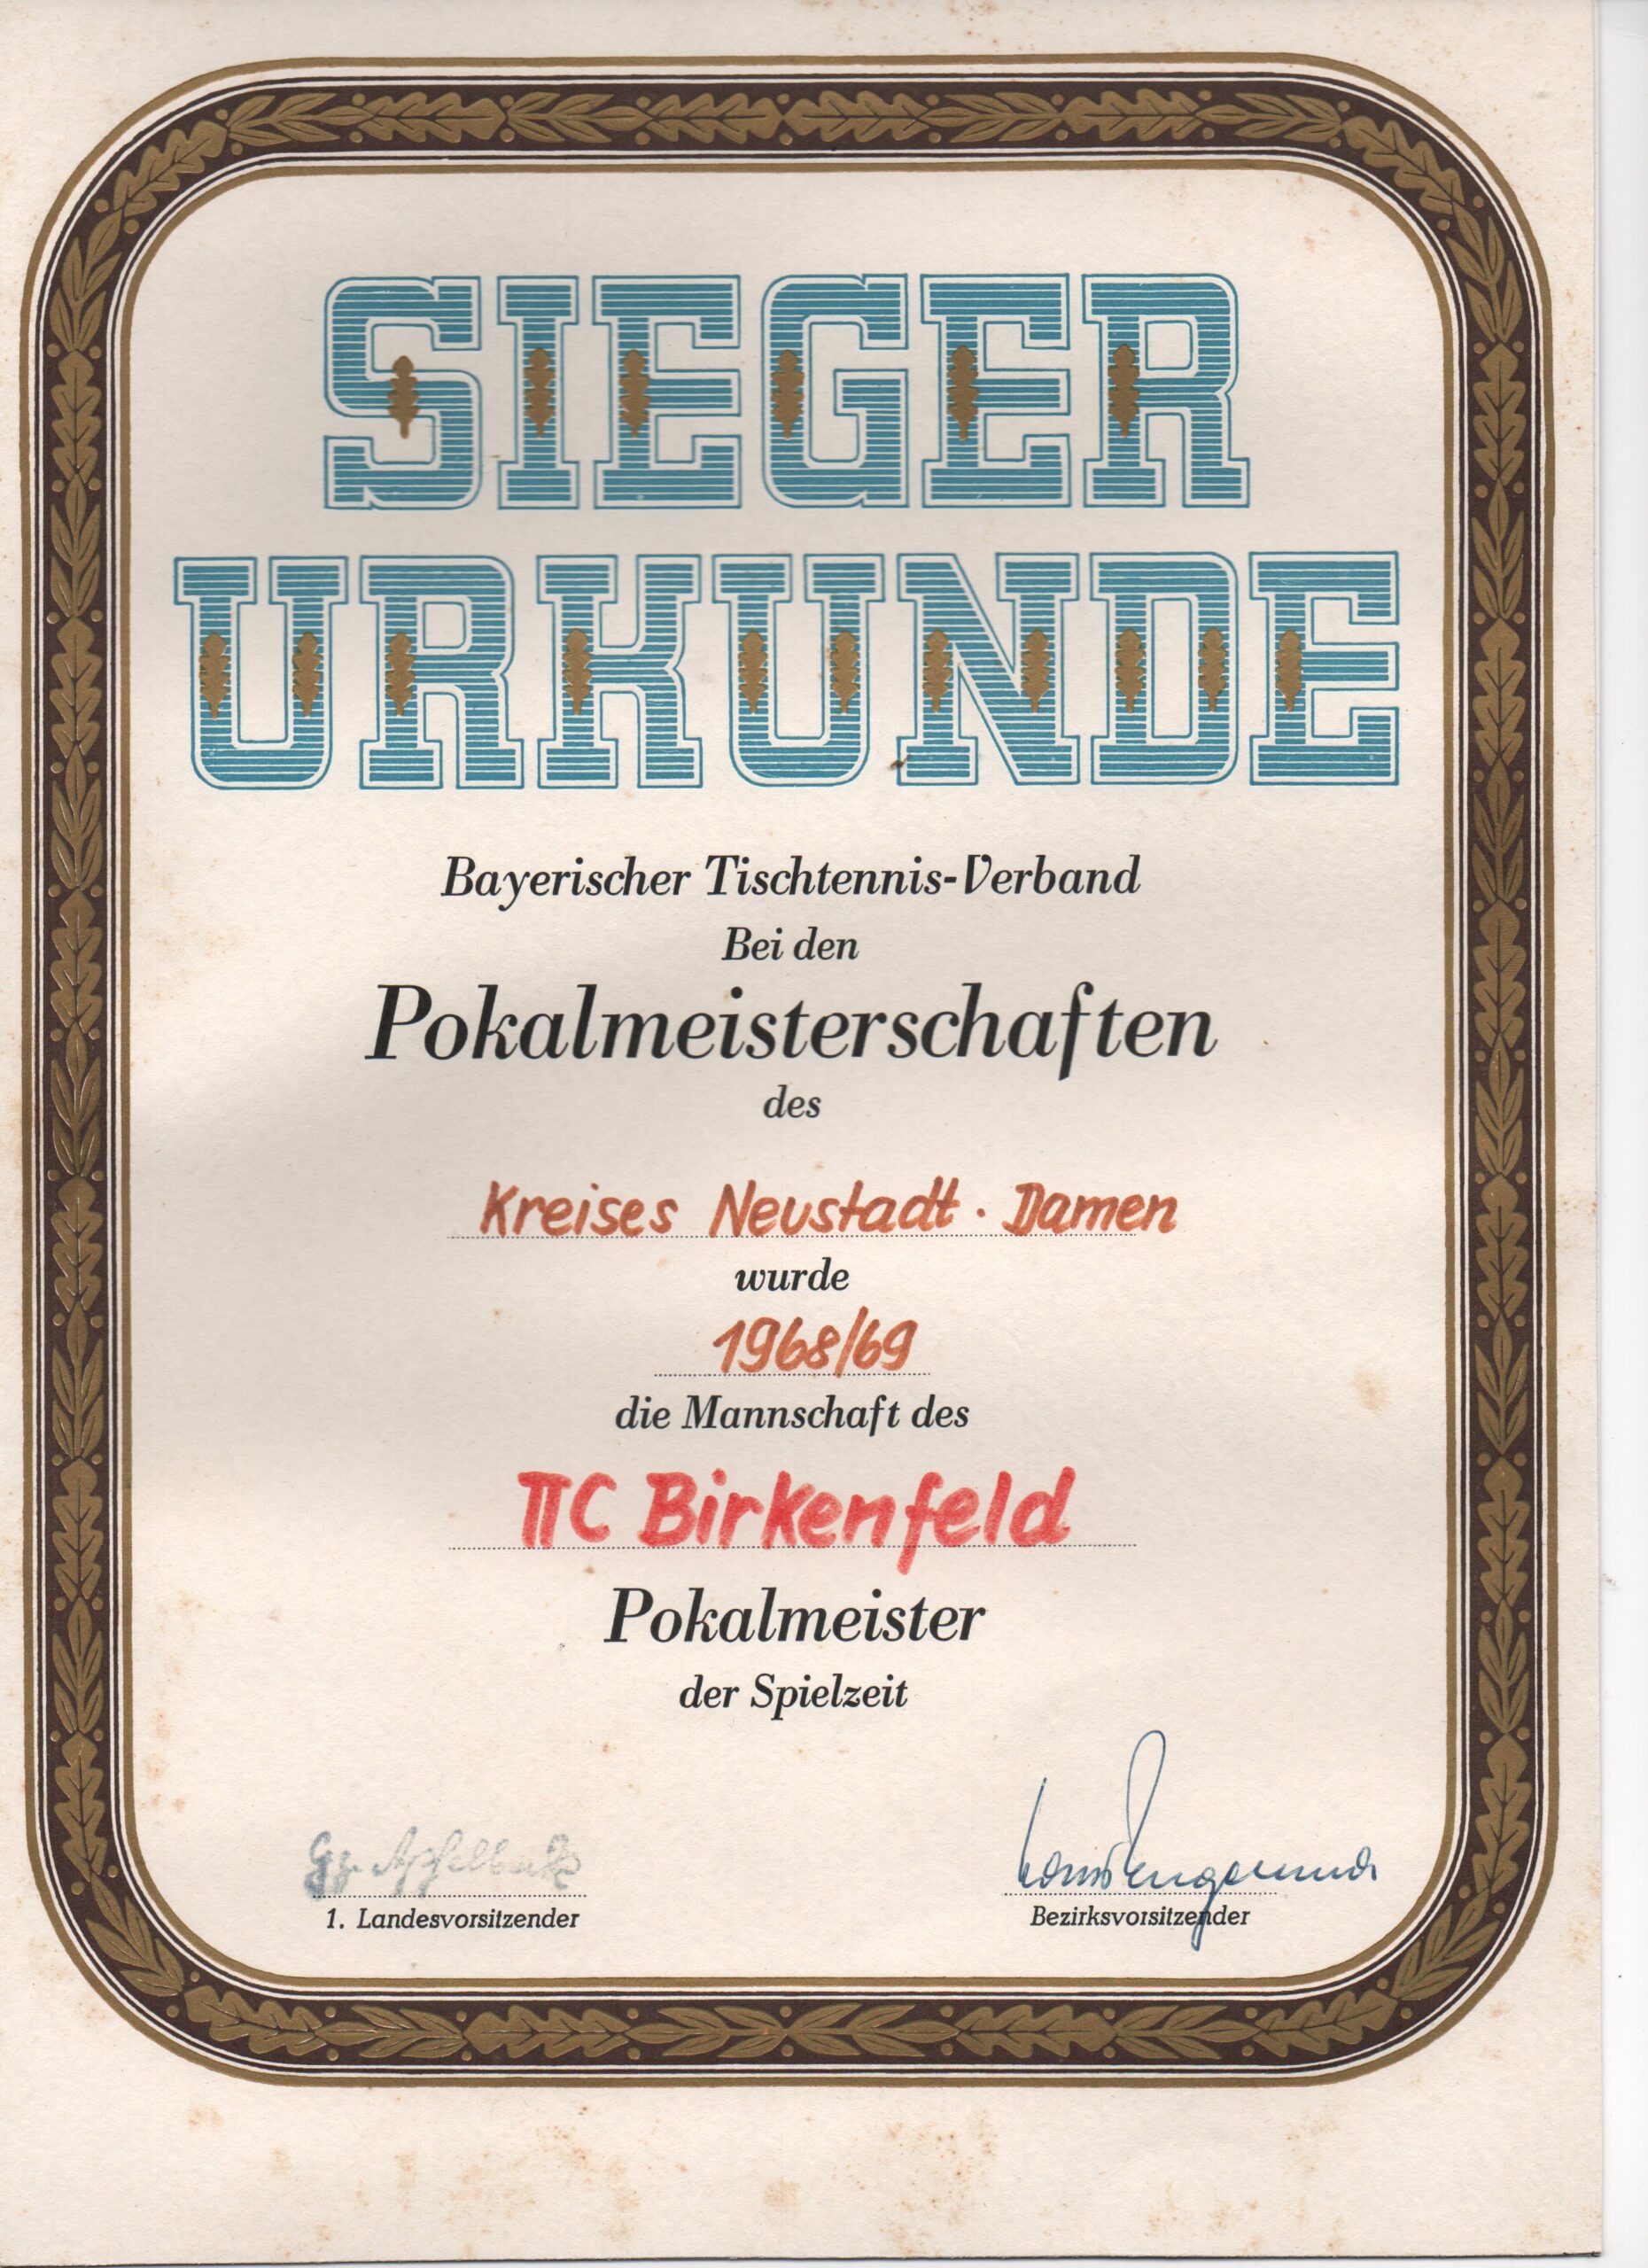 SIEGER
URKUNDE
Bayerischer Tischtennis-Verband
Bei den
Pokalmeisterschaften
des
Kreises Neustadt · Damen
wurde
1968/69
die Mannschaft des
TTC Birkenfeld
Pokalmeister
der Spielzeit
1. Landesvorsitzender
Bezirksvorsitzender